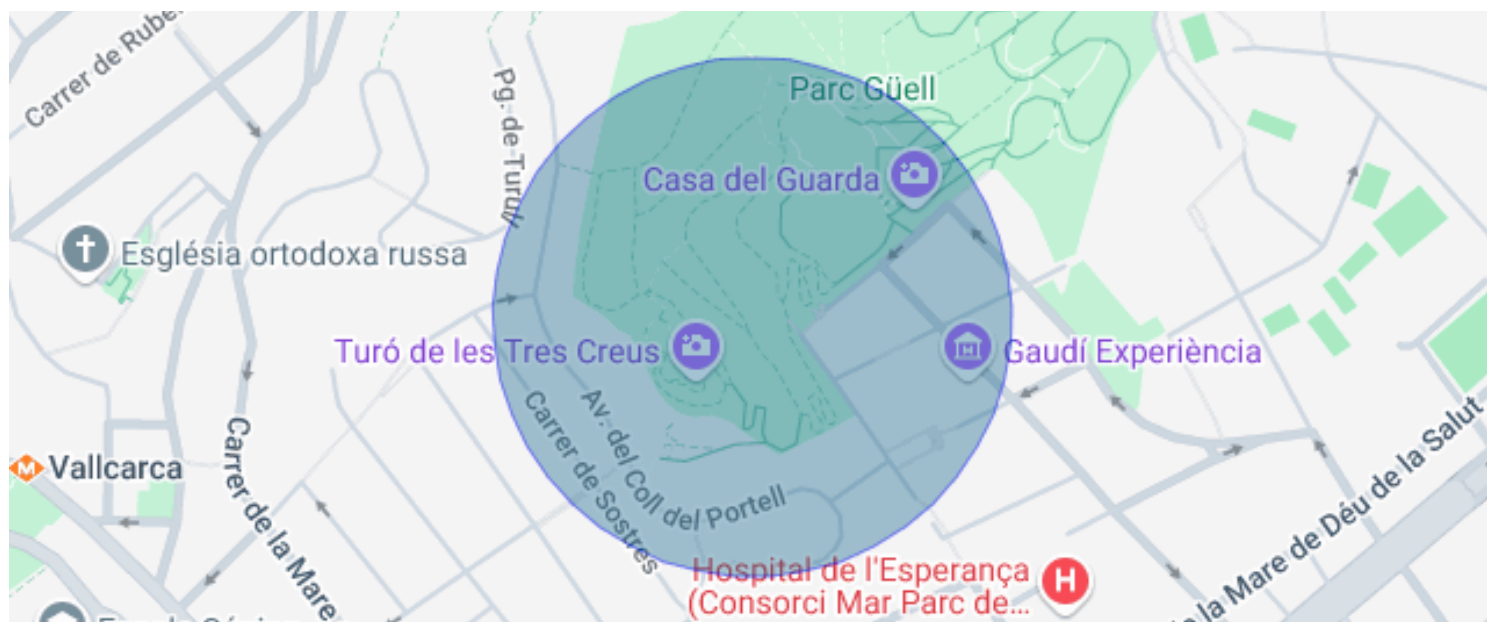 Carrer de Rube
Parc Güell
Pg. de Turull
Casa del Guarda
Església ortodoxa russa
Turó de les Tres Creus
Gaudí Experiència
Av. del Coll del Portell
Carrer de Sostres
Vallcarca
Carrer de la Mare
la Mare de Déu de la Salut
Hospital de l'Esperança
(Consorci Mar Parc de...
H